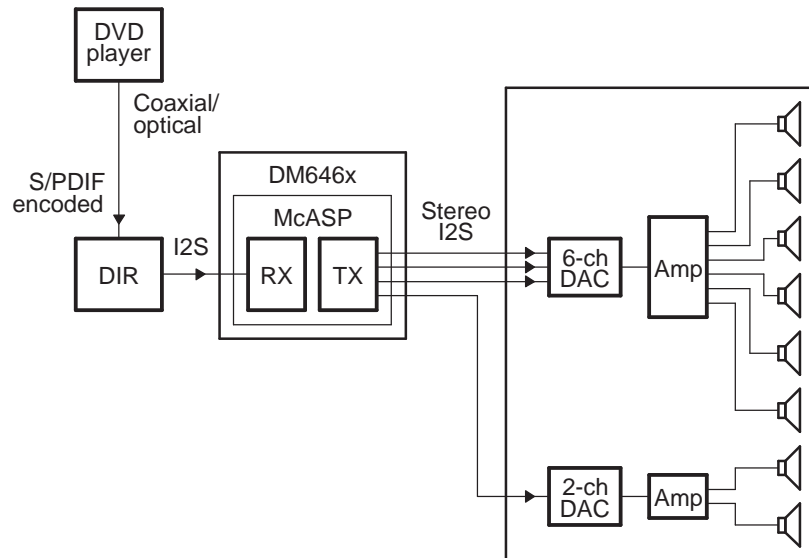 DVD
player
Coaxial/
optical
S/PDIF
encoded
DIR
I2S
DM646x
McASP
RX
TX
Stereo
I2S
6-ch
DAC
Amp
2-ch
DAC
Amp